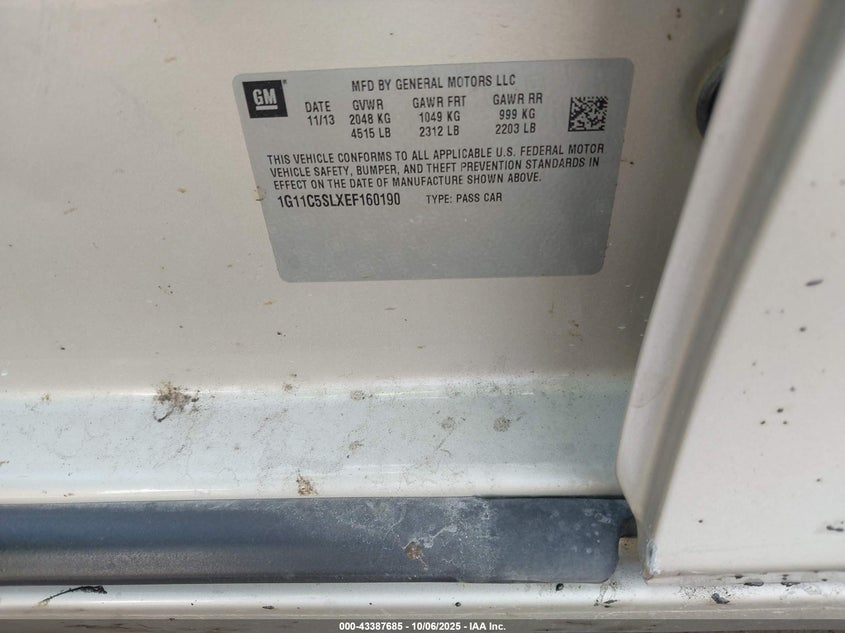 GM
MFD BY GENERAL MOTORS LLC
DATE GVWR GAWR FRT GAWR RR
11/13 2048 KG 1049 KG 999 KG
4515 LB 2312 LB 2203 LB
THIS VEHICLE CONFORMS TO ALL APPLICABLE U.S. FEDERAL MOTOR
VEHICLE SAFETY, BUMPER, AND THEFT PREVENTION STANDARDS IN
EFFECT ON THE DATE OF MANUFACTURE SHOWN ABOVE.
1G11C5SLXEF160190 TYPE: PASS CAR
000-43387685 - 10/06/2025 - IAA Inc.